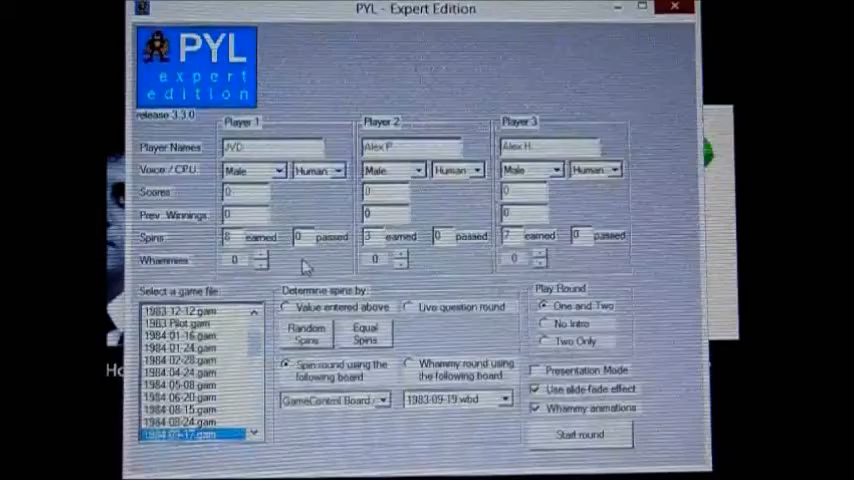 PYL - Expert Edition
PYL
expert
edition
release 3.3.0
Player 1 Player 2 Player 3
Player Names JVD Alex P Alex H
Voice / CPU Male Human Male Human Male Human
Scores 0 0 0
Prev. Winnings 0 0 0
Spins 8 earned 0 passed 3 earned 0 passed 7 earned 0 passed
Whammies 0 0 0
Select a game file Determine spins by: Play Round
1983 12-12.gam
1983 Pilot.gam
1984 01-16.gam
1984 01-24.gam
1984 02-28.gam
1984 04-24.gam
1984 05-08.gam
1984 06-20.gam
1984 08-15.gam
1984 08-24.gam
1984 09-17.gam
Value entered above Live question round
Random Spins Equal Spins
Spin round using the following board Whammy round using the following board
GameControl Board 1983-09-19.wbd
One and Two
No Intro
Two Only
Presentation Mode
Use slide fade effect
Whammy animations
Start round
Ho